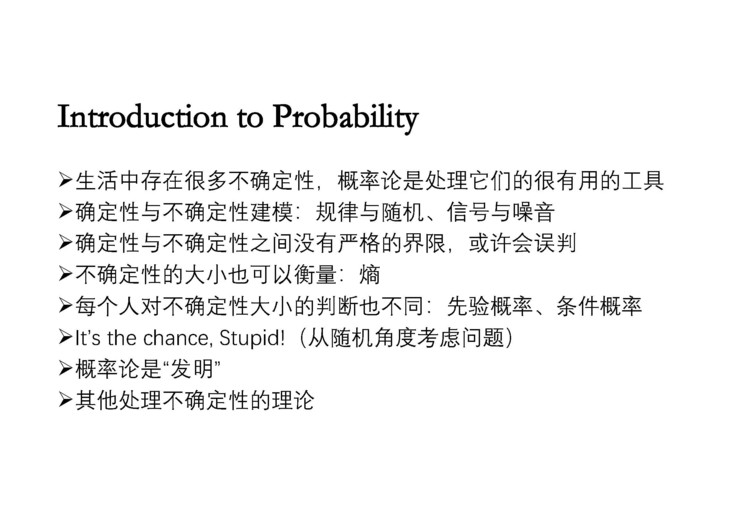 Introduction to Probability
➢生活中存在很多不确定性，概率论是处理它们的很有用的工具
➢确定性与不确定性建模：规律与随机、信号与噪音
➢确定性与不确定性之间没有严格的界限，或许会误判
➢不确定性的大小也可以衡量：熵
➢每个人对不确定性大小的判断也不同：先验概率、条件概率
➢It’s the chance, Stupid!（从随机角度考虑问题）
➢概率论是“发明”
➢其他处理不确定性的理论